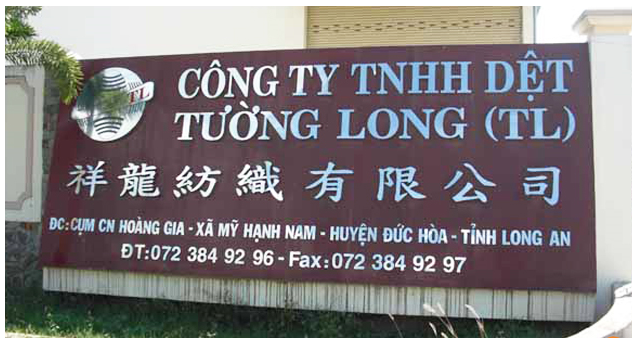 TL
CÔNG TY TNHH DỆT
TƯỜNG LONG (TL)
祥龍紡織有限公司
ĐC: CỤM CN HOÀNG GIA - XÃ MỸ HẠNH NAM - HUYỆN ĐỨC HÒA - TỈNH LONG AN
ĐT: 072 384 92 96 - Fax: 072 384 92 97